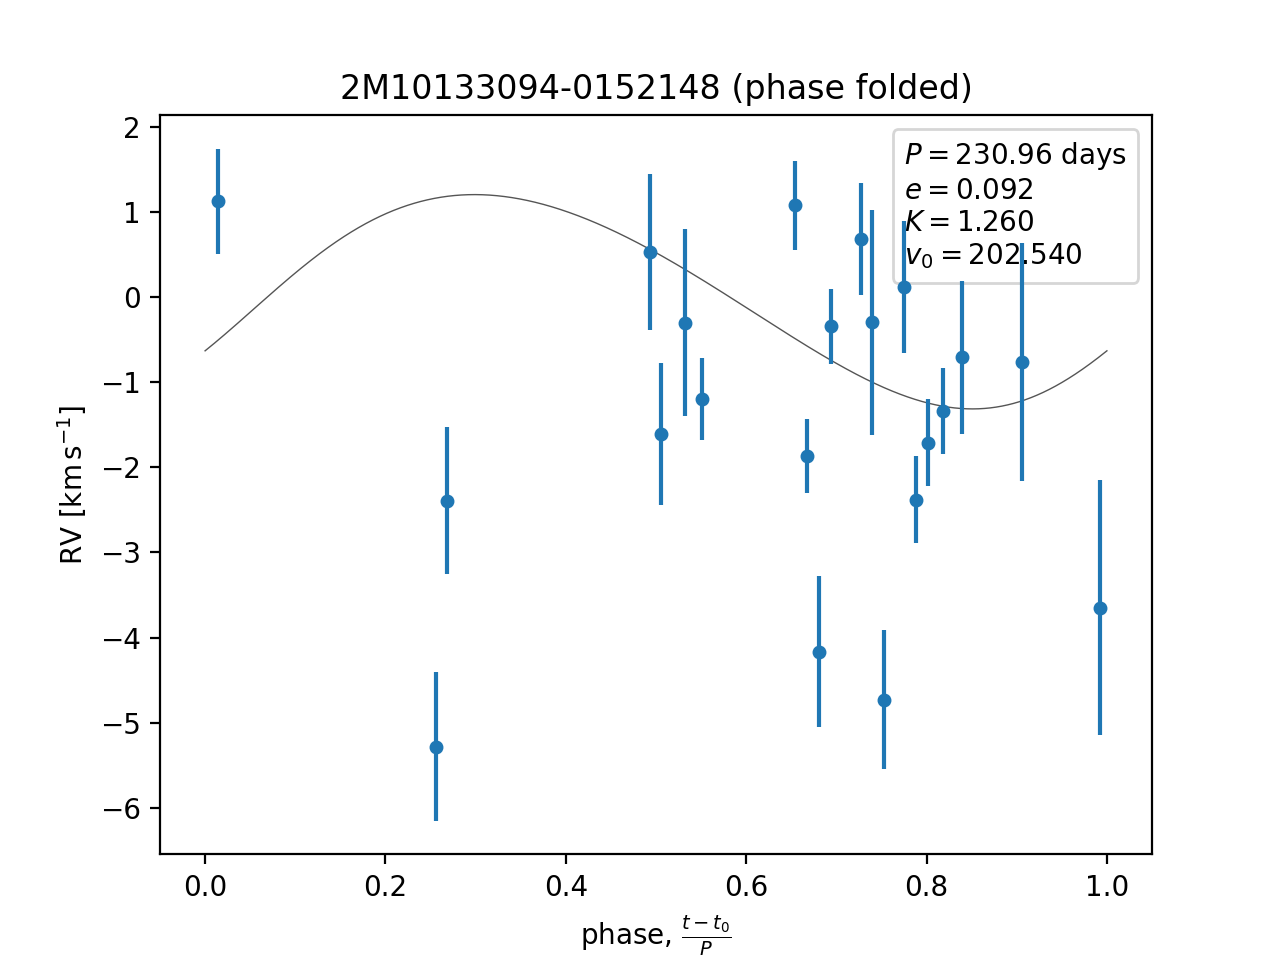 2M10133094-0152148 (phase folded)
P = 230.96 days
e = 0.092
K = 1.260
v₀ = 202.540
RV [km s⁻¹]
2
1
0
−1
−2
−3
−4
−5
−6
0.0 0.2 0.4 0.6 0.8 1.0
phase, (t − t₀)/P